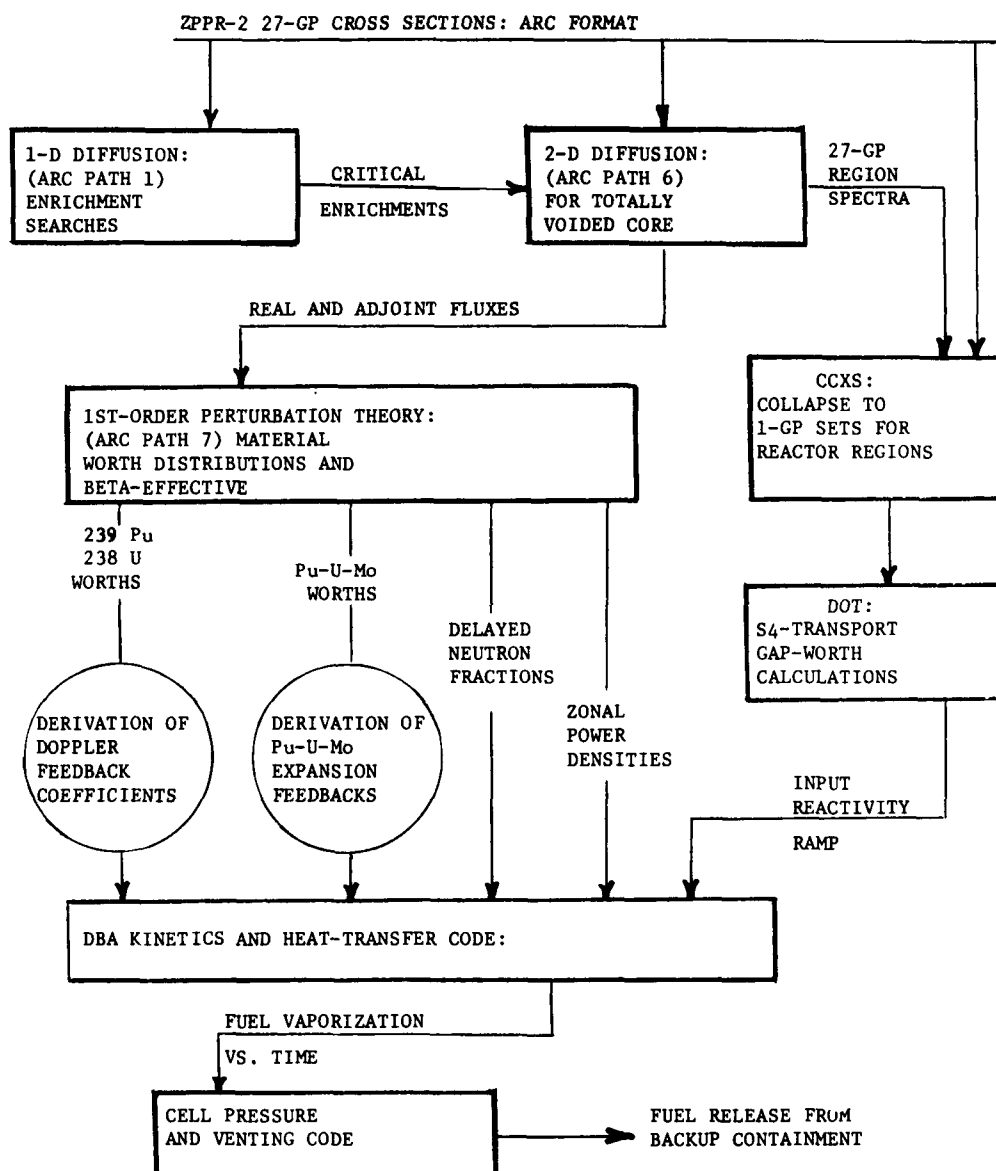 ZPPR-2 27-GP CROSS SECTIONS: ARC FORMAT
1-D DIFFUSION:
(ARC PATH 1)
ENRICHMENT
SEARCHES
CRITICAL
ENRICHMENTS
2-D DIFFUSION:
(ARC PATH 6)
FOR TOTALLY
VOIDED CORE
27-GP
REGION
SPECTRA
REAL AND ADJOINT FLUXES
1ST-ORDER PERTURBATION THEORY:
(ARC PATH 7) MATERIAL
WORTH DISTRIBUTIONS AND
BETA-EFFECTIVE
CCXS:
COLLAPSE TO
1-GP SETS FOR
REACTOR REGIONS
239 Pu
238 U
WORTHS
Pu-U-Mo
WORTHS
DELAYED
NEUTRON
FRACTIONS
ZONAL
POWER
DENSITIES
DOT:
S4-TRANSPORT
GAP-WORTH
CALCULATIONS
DERIVATION OF
DOPPLER
FEEDBACK
COEFFICIENTS
DERIVATION OF
Pu-U-Mo
EXPANSION
FEEDBACKS
INPUT
REACTIVITY
RAMP
DBA KINETICS AND HEAT-TRANSFER CODE:
FUEL VAPORIZATION
VS. TIME
CELL PRESSURE
AND VENTING CODE
FUEL RELEASE FROM
BACKUP CONTAINMENT